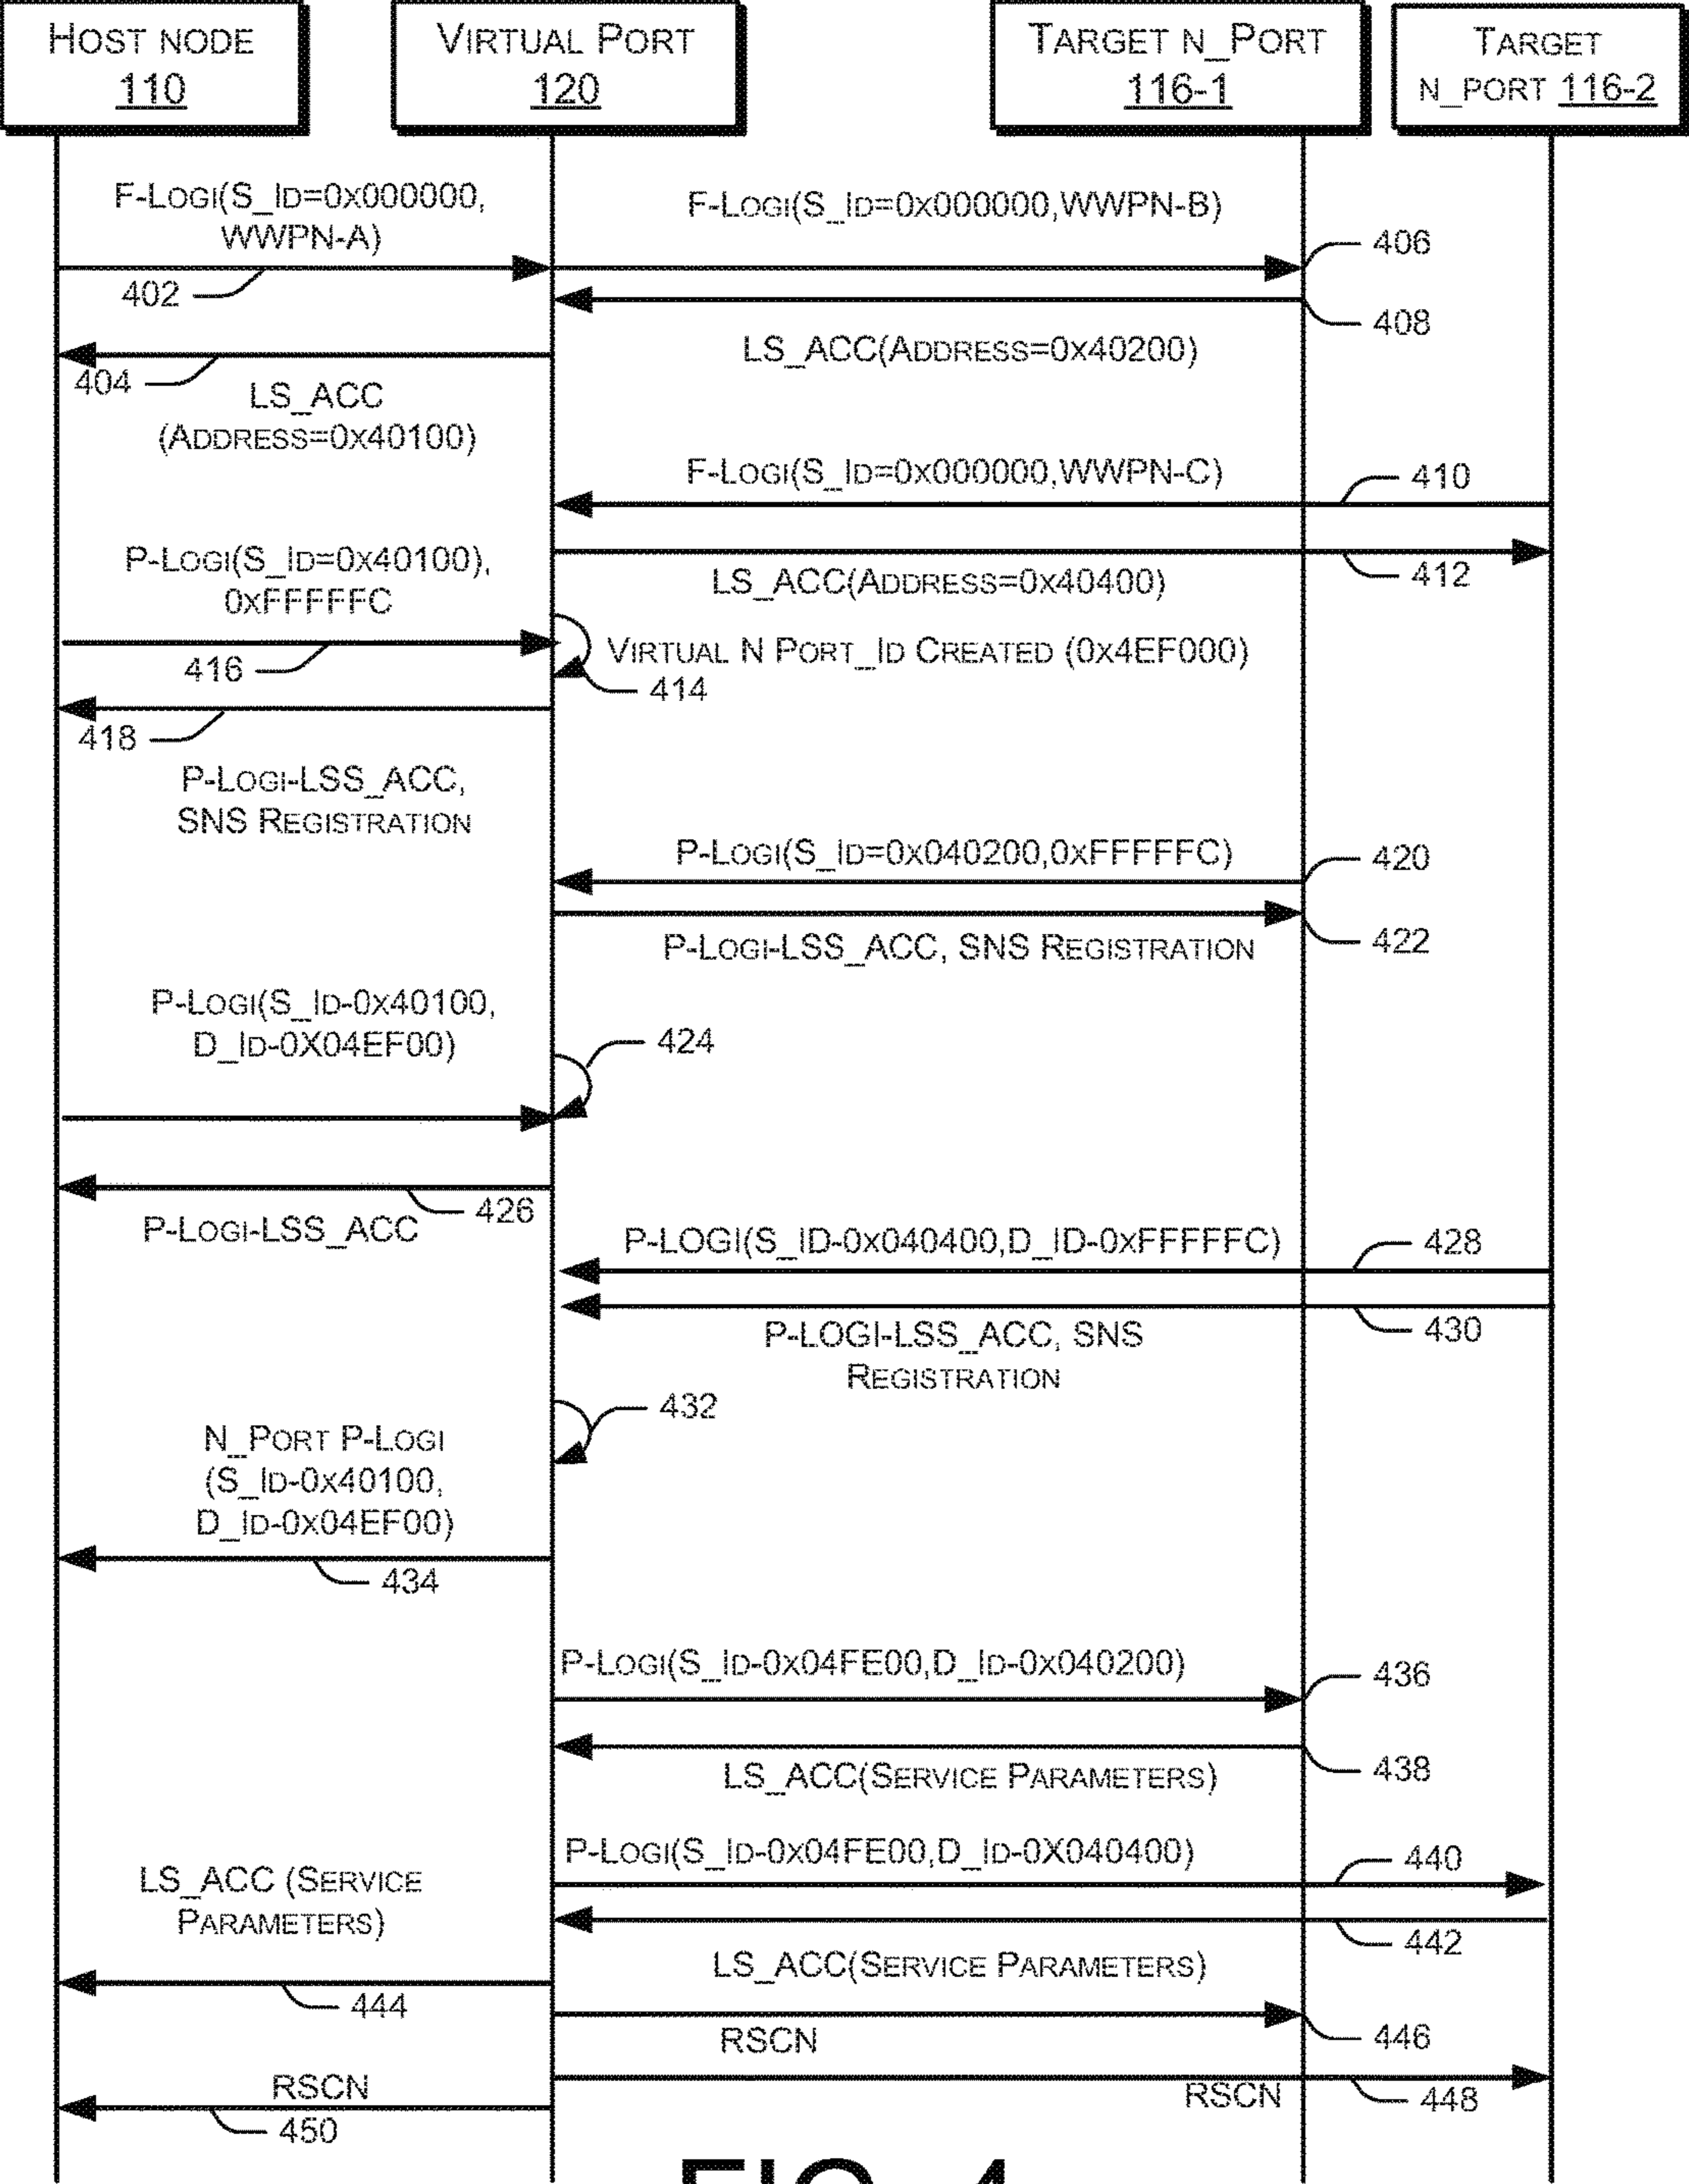 HOST NODE
110
VIRTUAL PORT
120
TARGET N_PORT
116-1
TARGET
N_PORT 116-2
F-LOGI(S_ID=0X000000,
WWPN-A)
F-LOGI(S_ID=0X000000,WWPN-B)
406
402
408
LS_ACC(ADDRESS=0X40200)
404
LS_ACC
(ADDRESS=0X40100)
F-LOGI(S_ID=0X000000,WWPN-C)
410
P-LOGI(S_ID=0X40100),
0XFFFFFC
LS_ACC(ADDRESS=0X40400)
412
416
VIRTUAL N PORT_ID CREATED (0X4EF000)
414
418
P-LOGI-LSS_ACC,
SNS REGISTRATION
P-LOGI(S_ID=0X040200,0XFFFFFC)
420
422
P-LOGI-LSS_ACC, SNS REGISTRATION
P-LOGI(S_ID-0X40100,
D_ID-0X04EF00)
424
426
P-LOGI-LSS_ACC
P-LOGI(S_ID-0X040400,D_ID-0XFFFFFC)
428
430
P-LOGI-LSS_ACC, SNS
REGISTRATION
432
N_PORT P-LOGI
(S_ID-0X40100,
D_ID-0X04EF00)
434
P-LOGI(S_ID-0X04FE00,D_ID-0X040200)
436
438
LS_ACC(SERVICE PARAMETERS)
P-LOGI(S_ID-0X04FE00,D_ID-0X040400)
440
LS_ACC (SERVICE
PARAMETERS)
442
LS_ACC(SERVICE PARAMETERS)
444
RSCN
446
RSCN
RSCN
448
450
FIG. 4